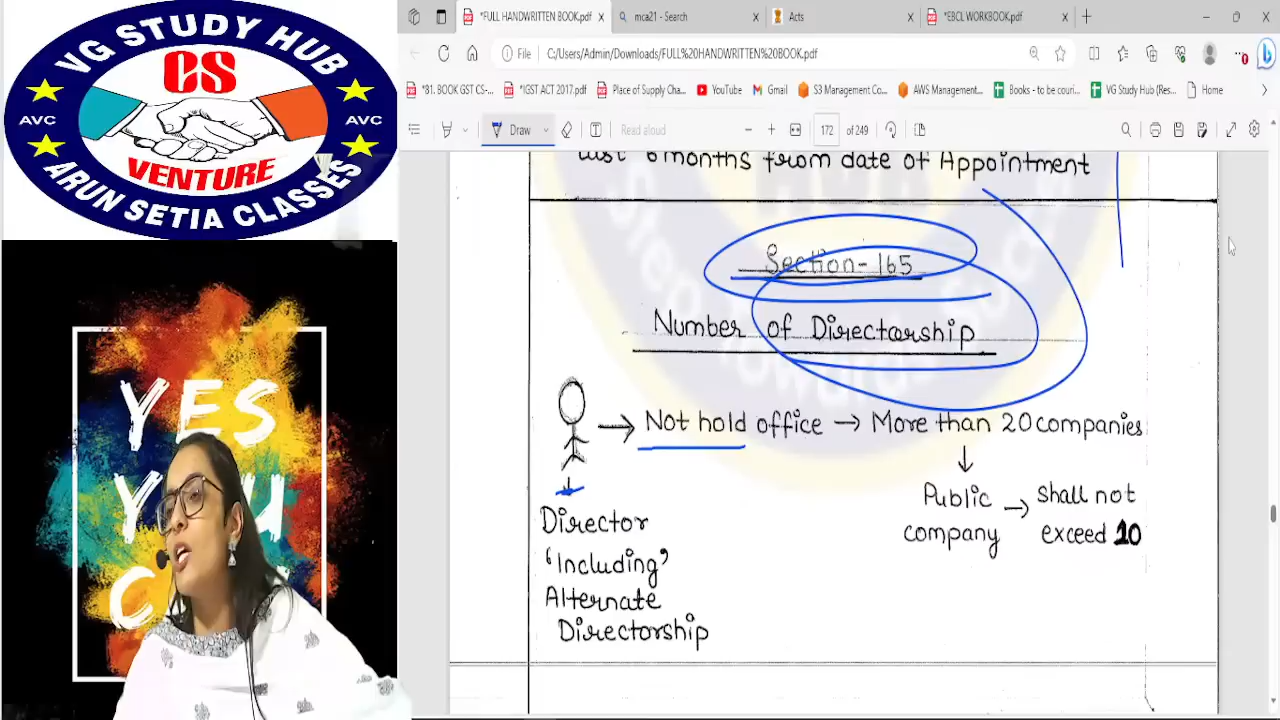 VG STUDY HUB
CS
AVC
AVC
VENTURE
ARUN SETIA CLASSES
YES
*FULL HANDWRITTEN BOOK.pdf
mca21 - Search
Acts
*EBCL WORKBOOK.pdf
File
C:/Users/Admin/Downloads/FULL%20HANDWRITTEN%20BOOK.pdf
*B1. BOOK GST CS-...
*IGST ACT 2017.pdf
Place of Supply Cha...
YouTube
Gmail
S3 Management Co...
AWS Management...
Books - to be couri...
VG Study Hub (Res...
Home
Draw
Read aloud
172
of 249
last 6 months from date of Appointment
Section-165
Number of Directorship
Not hold office → More than 20 companies
Public company → shall not exceed 10
Director
'Including'
Alternate
Directorship